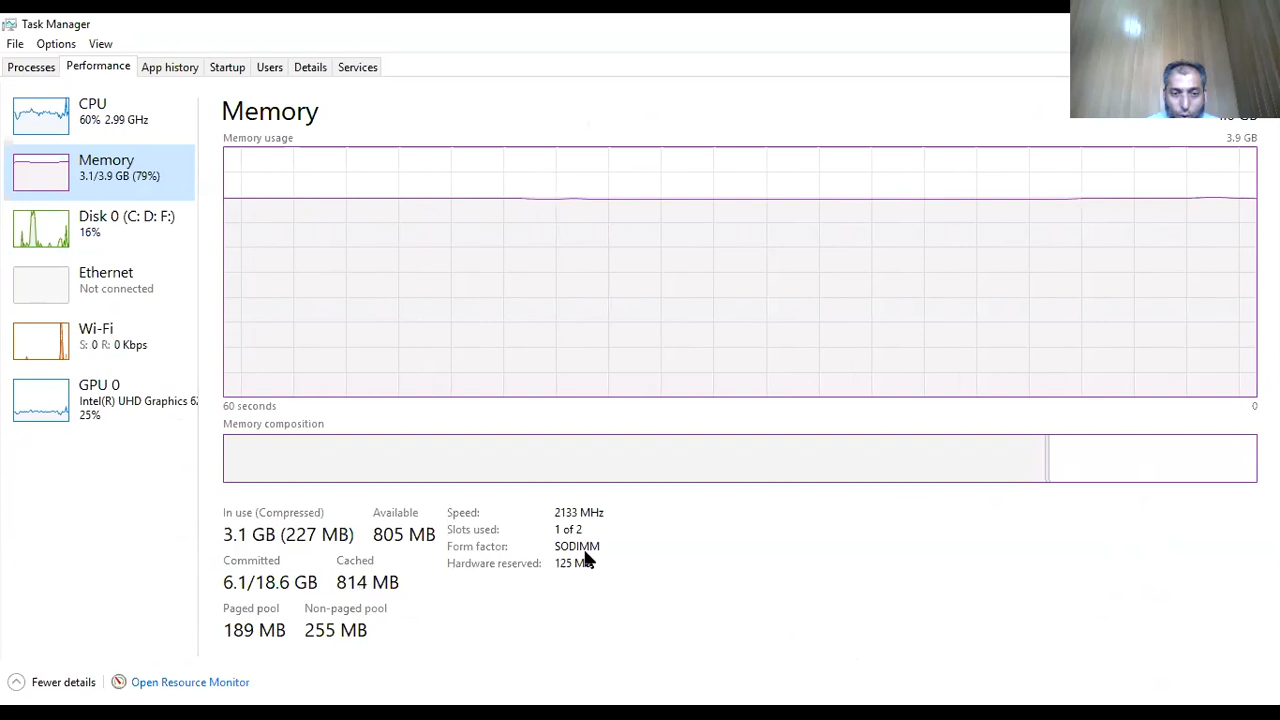 Task Manager
File Options View
Processes Performance App history Startup Users Details Services
CPU
60% 2.99 GHz
Memory
3.1/3.9 GB (79%)
Disk 0 (C: D: F:)
16%
Ethernet
Not connected
Wi-Fi
S: 0 R: 0 Kbps
GPU 0
Intel(R) UHD Graphics 62
25%
Memory
Memory usage 3.9 GB
60 seconds 0
Memory composition
In use (Compressed) Available
3.1 GB (227 MB) 805 MB
Committed Cached
6.1/18.6 GB 814 MB
Paged pool Non-paged pool
189 MB 255 MB
Speed: 2133 MHz
Slots used: 1 of 2
Form factor: SODIMM
Hardware reserved: 125
Fewer details Open Resource Monitor